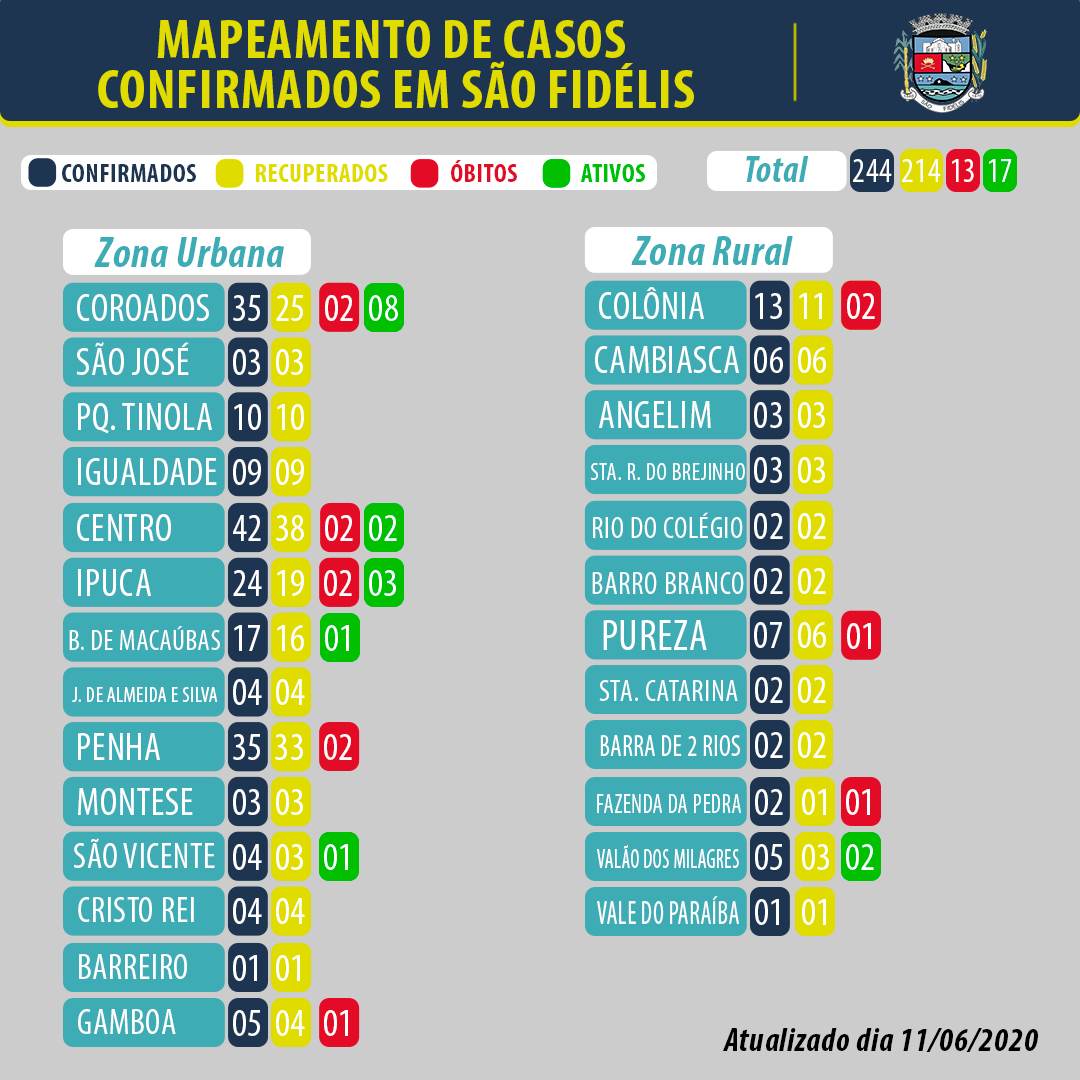 MAPEAMENTO DE CASOS
CONFIRMADOS EM SÃO FIDÉLIS
SÃO FIDÉLIS
CONFIRMADOS RECUPERADOS ÓBITOS ATIVOS
Total 244 214 13 17
Zona Urbana
COROADOS 35 25 02 08
SÃO JOSÉ 03 03
PQ. TINOLA 10 10
IGUALDADE 09 09
CENTRO 42 38 02 02
IPUCA 24 19 02 03
B. DE MACAÚBAS 17 16 01
J. DE ALMEIDA E SILVA 04 04
PENHA 35 33 02
MONTESE 03 03
SÃO VICENTE 04 03 01
CRISTO REI 04 04
BARREIRO 01 01
GAMBOA 05 04 01
Zona Rural
COLÔNIA 13 11 02
CAMBIASCA 06 06
ANGELIM 03 03
STA. R. DO BREJINHO 03 03
RIO DO COLÉGIO 02 02
BARRO BRANCO 02 02
PUREZA 07 06 01
STA. CATARINA 02 02
BARRA DE 2 RIOS 02 02
FAZENDA DA PEDRA 02 01 01
VALÃO DOS MILAGRES 05 03 02
VALE DO PARAÍBA 01 01
Atualizado dia 11/06/2020